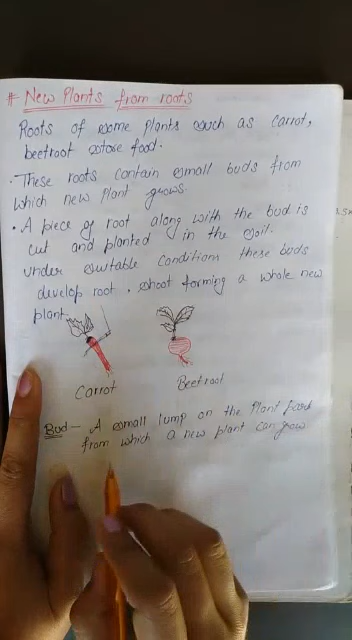 # New Plants from roots
Roots of some plants such as carrot,
beetroot store food.
• These roots contain small buds from
which new plant grows.
• A piece of root along with the bud is
cut and planted in the soil.
under suitable conditions these buds
develop root, shoot forming a whole new
plant
Carrot
Beetroot
Bud - A small lump on the plant part
from which a new plant can grow